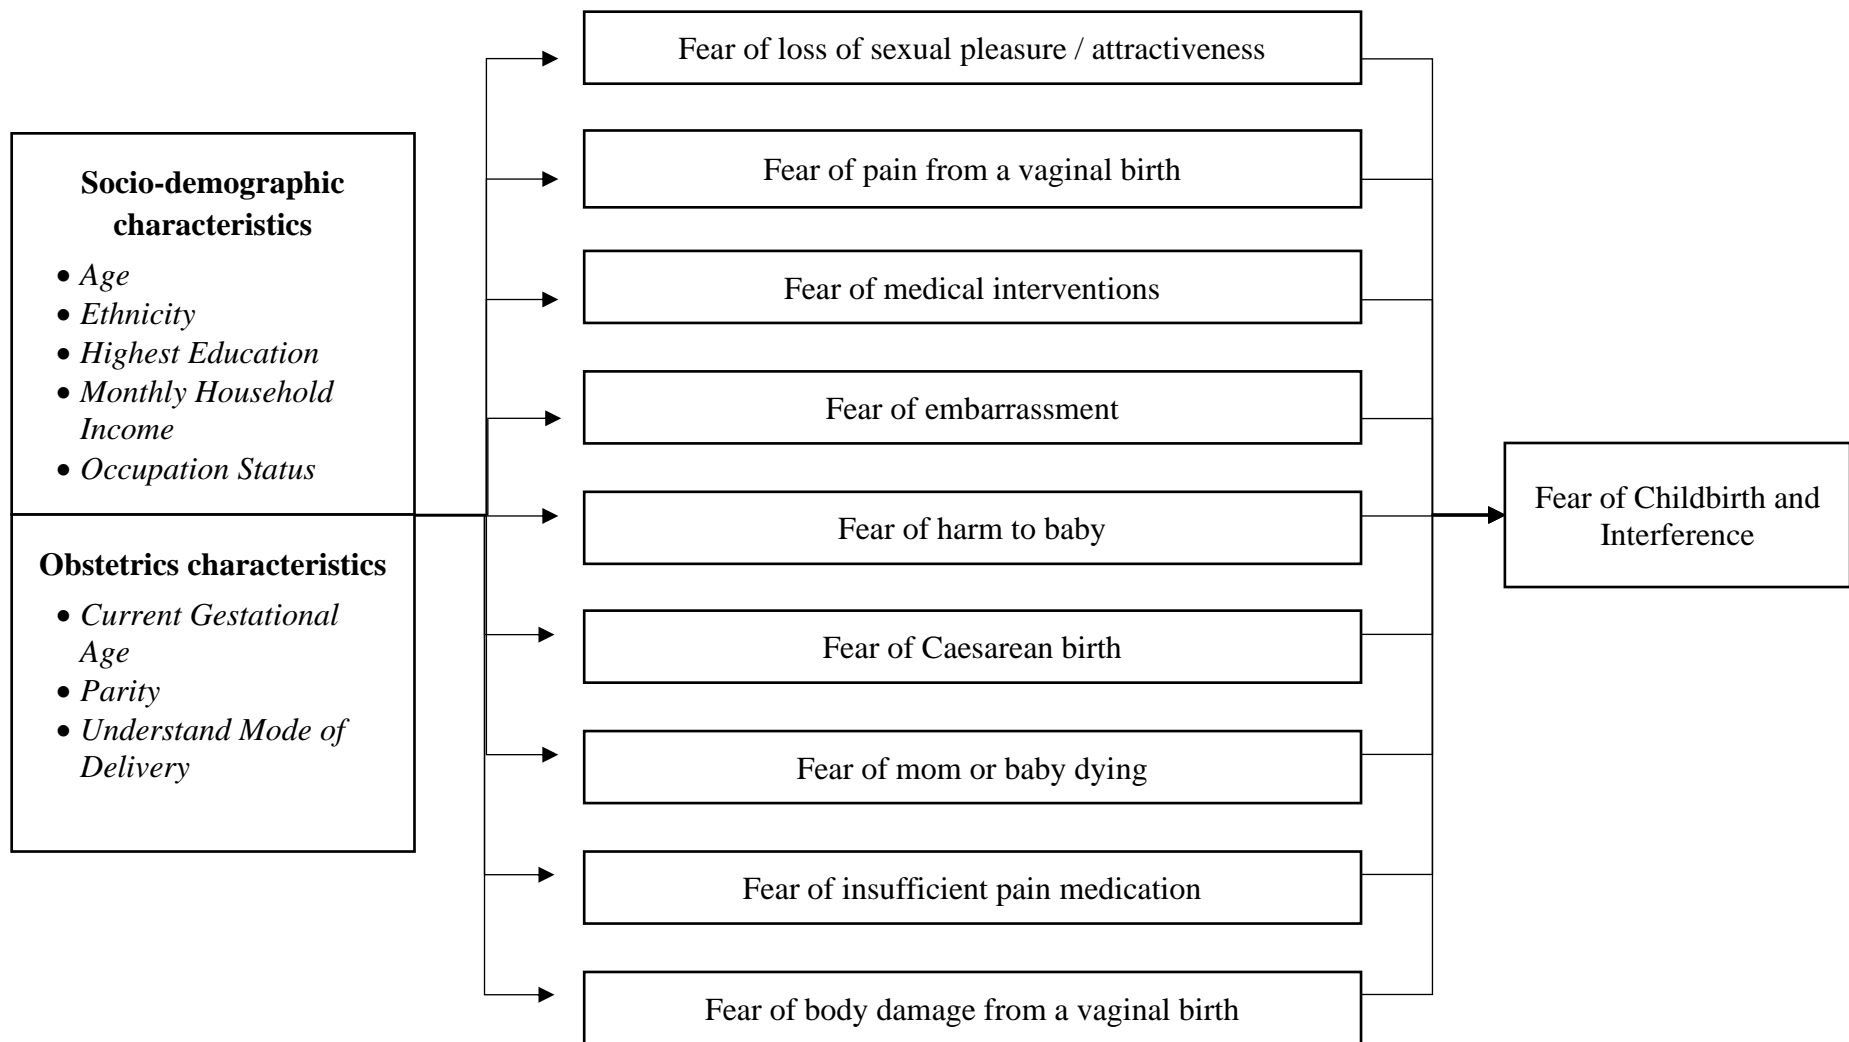 Socio-demographic
characteristics
• Age
• Ethnicity
• Highest Education
• Monthly Household
Income
• Occupation Status
Obstetrics characteristics
• Current Gestational
Age
• Parity
• Understand Mode of
Delivery
Fear of loss of sexual pleasure / attractiveness
Fear of pain from a vaginal birth
Fear of medical interventions
Fear of embarrassment
Fear of harm to baby
Fear of Caesarean birth
Fear of mom or baby dying
Fear of insufficient pain medication
Fear of body damage from a vaginal birth
Fear of Childbirth and
Interference